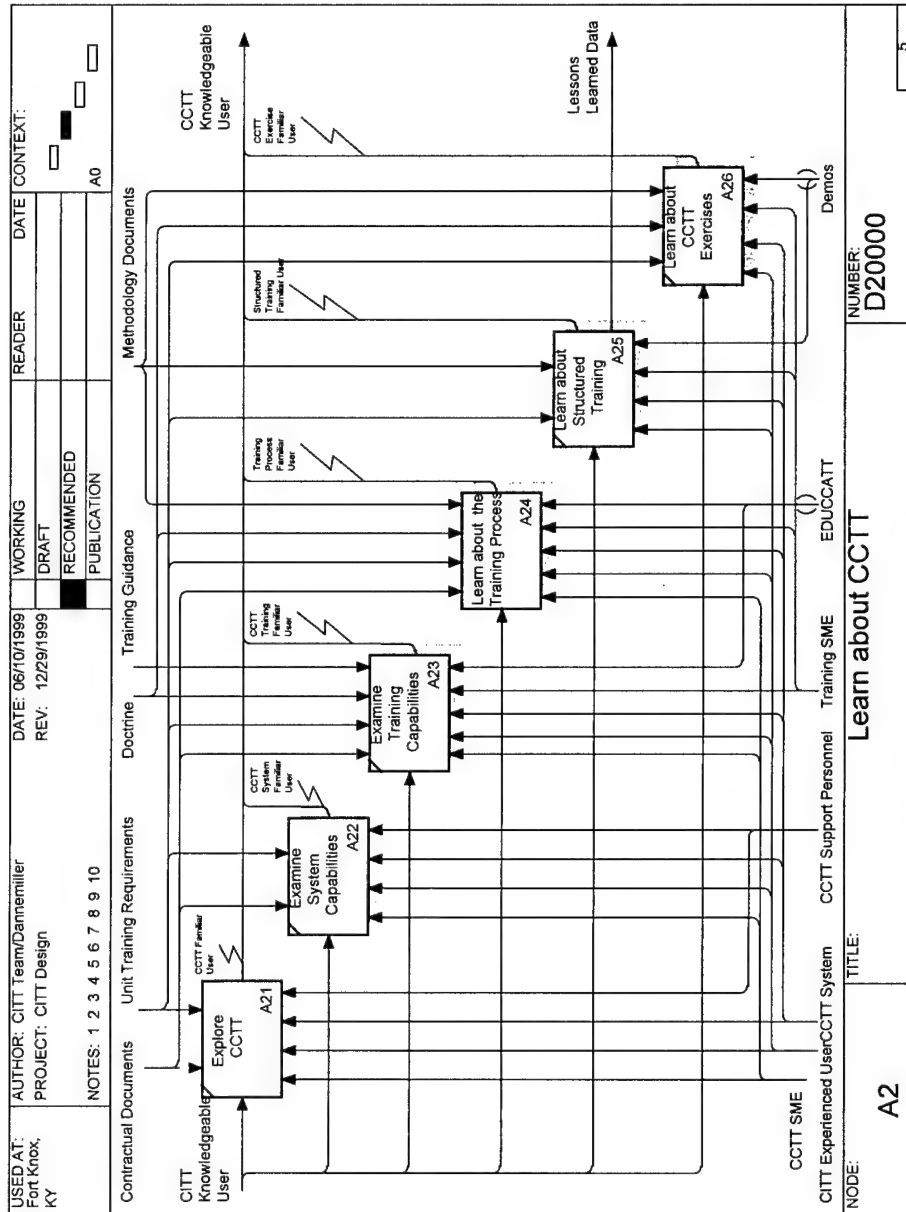 USED AT:
Fort Knox,
KY
AUTHOR: CITT Team/Dannemiller
PROJECT: CITT Design
NOTES: 1 2 3 4 5 6 7 8 9 10
DATE: 06/10/1999
REV: 12/29/1999
WORKING
DRAFT
RECOMMENDED
PUBLICATION
READER
DATE
CONTEXT:
A0
Contractual Documents
Unit Training Requirements
Doctrine
Training Guidance
Methodology Documents
CITT
Knowledgeable
User
Explore
CCTT
A21
CCTT Familiar
User
Examine
System
Capabilities
A22
CCTT
System
Familiar
User
Examine
Training
Capabilities
A23
CCTT
Training
Familiar
User
Learn about the
Training Process
A24
Training
Process
Familiar
User
Learn about
Structured
Training
A25
Structured
Training
Familiar User
Learn about
CCTT
Exercises
A26
CCTT
Exercise
Familiar
User
CCTT
Knowledgeable
User
Lessons
Learned Data
CCTT SME
CITT Experienced User
CCTT System
CCTT Support Personnel
Training SME
EDUCCATT
Demos
NODE:
A2
TITLE:
Learn about CCTT
NUMBER:
D20000
5